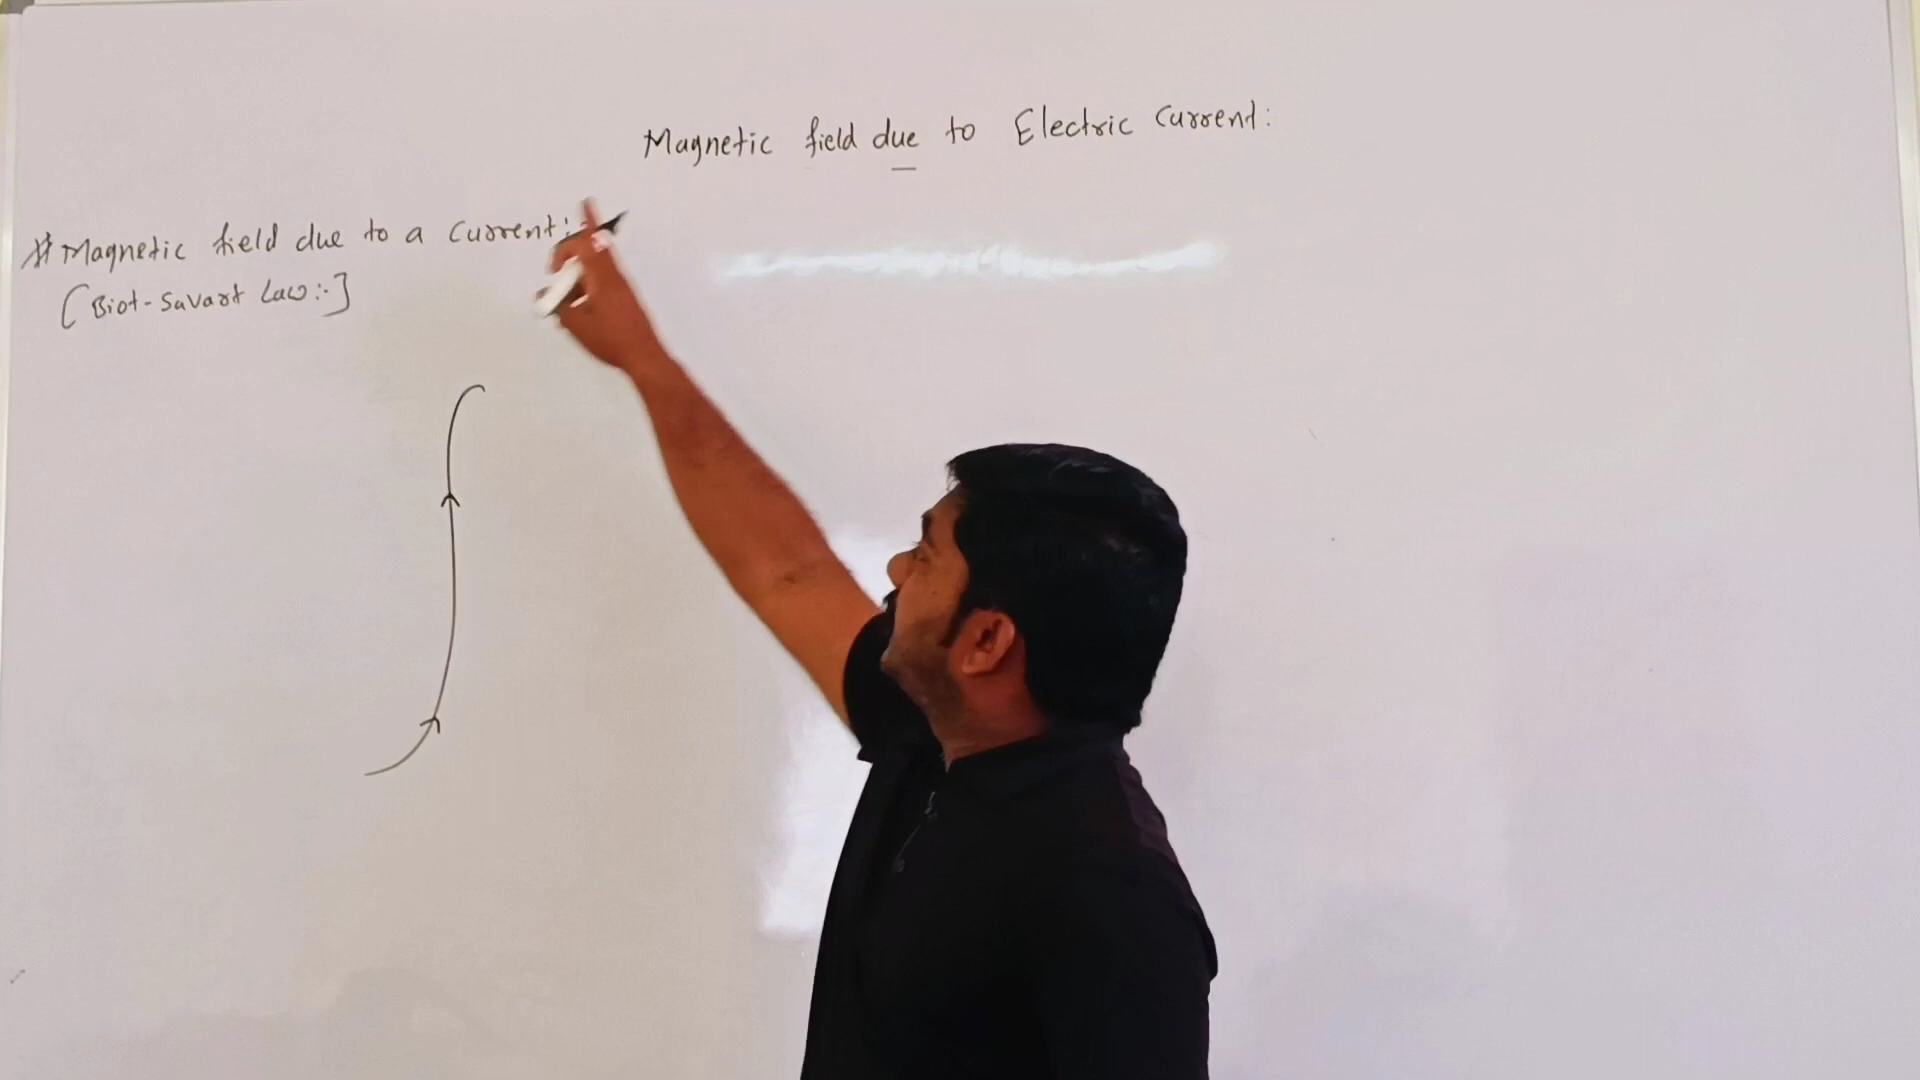 Magnetic field due to Electric Current:
# Magnetic field due to a Current:
[Biot-Savart Law:-]